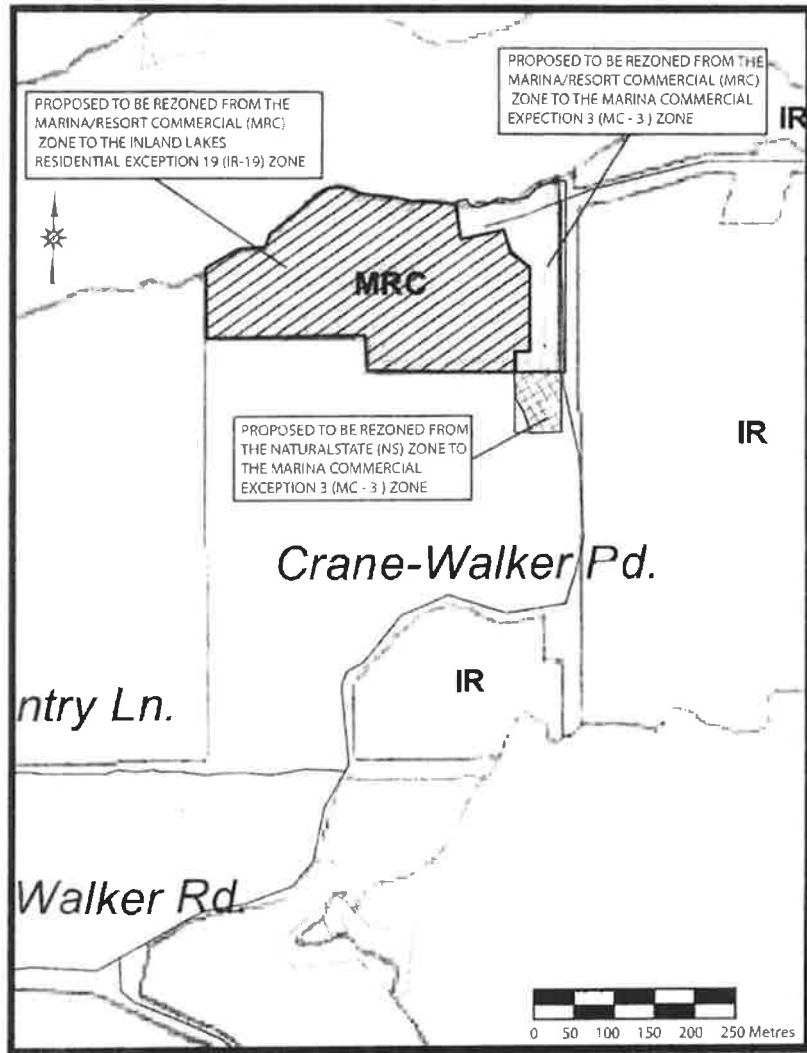 PROPOSED TO BE REZONED FROM THE
MARINA/RESORT COMMERCIAL (MRC)
ZONE TO THE INLAND LAKES
RESIDENTIAL EXCEPTION 19 (IR-19) ZONE
PROPOSED TO BE REZONED FROM THE
MARINA/RESORT COMMERCIAL (MRC)
ZONE TO THE MARINA COMMERCIAL
EXPECTION 3 (MC - 3 ) ZONE
IR
MRC
PROPOSED TO BE REZONED FROM
THE NATURALSTATE (NS) ZONE TO
THE MARINA COMMERCIAL
EXCEPTION 3 (MC - 3 ) ZONE
IR
Crane-Walker Pd.
IR
ntry Ln.
Walker Rd.
0 50 100 150 200 250 Metres